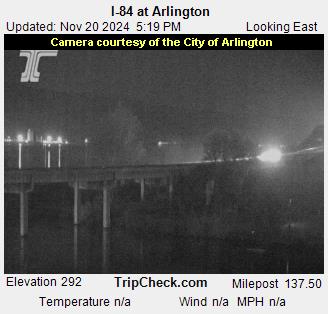 I-84 at Arlington
Updated: Nov 20 2024 5:19 PM Looking East
Camera courtesy of the City of Arlington
Elevation 292 TripCheck.com Milepost 137.50
Temperature n/a Wind n/a MPH n/a